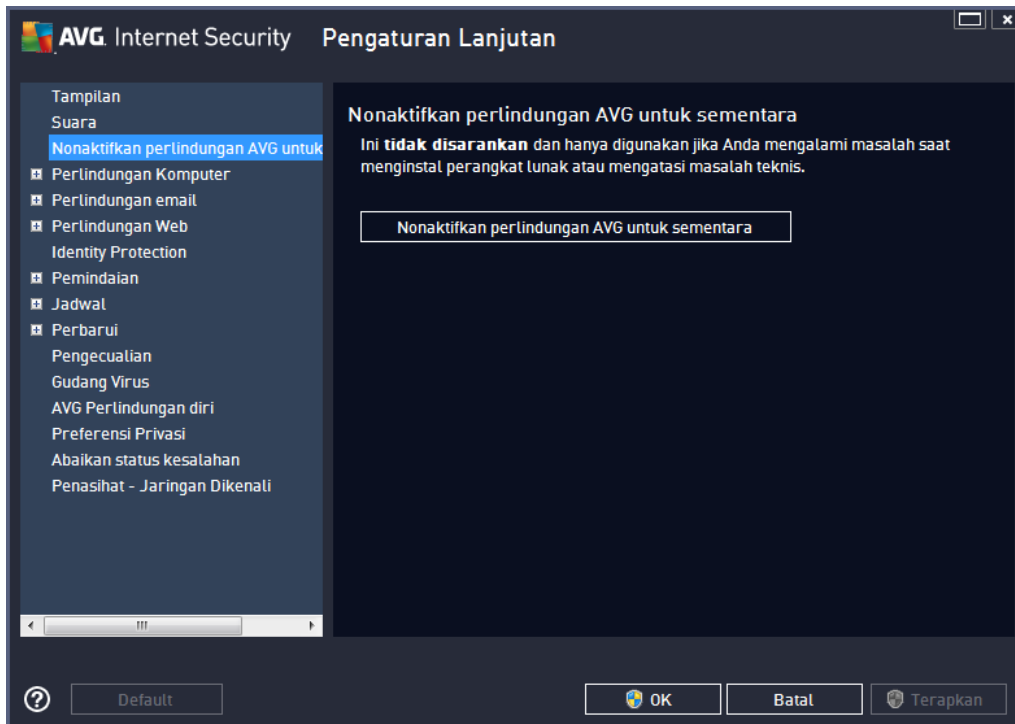 AVG. Internet Security Pengaturan Lanjutan
Tampilan
Suara
Nonaktifkan perlindungan AVG untuk
Perlindungan Komputer
Perlindungan email
Perlindungan Web
Identity Protection
Pemindaian
Jadwal
Perbarui
Pengecualian
Gudang Virus
AVG Perlindungan diri
Preferensi Privasi
Abaikan status kesalahan
Penasihat - Jaringan Dikenali
Nonaktifkan perlindungan AVG untuk sementara
Ini tidak disarankan dan hanya digunakan jika Anda mengalami masalah saat
menginstal perangkat lunak atau mengatasi masalah teknis.
Nonaktifkan perlindungan AVG untuk sementara
? Default OK Batal Terapkan